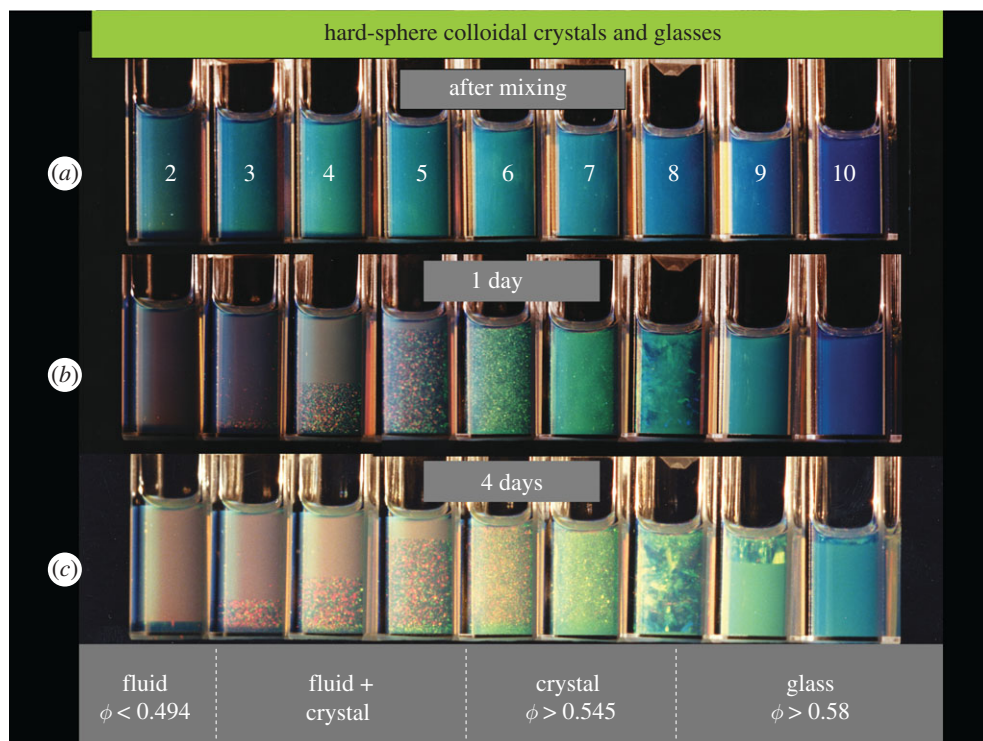 hard-sphere colloidal crystals and glasses
after mixing
(a)
2 3 4 5 6 7 8 9 10
1 day
(b)
4 days
(c)
fluid
ϕ < 0.494
fluid +
crystal
crystal
ϕ > 0.545
glass
ϕ > 0.58